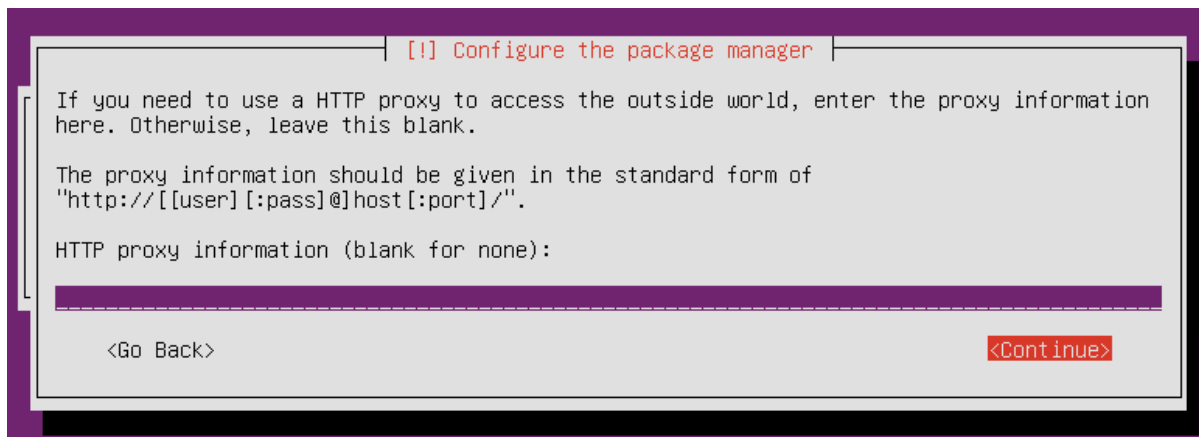 [!] Configure the package manager
If you need to use a HTTP proxy to access the outside world, enter the proxy information
here. Otherwise, leave this blank.
The proxy information should be given in the standard form of
"http://[[user][:pass]@]host[:port]/".
HTTP proxy information (blank for none):
<Go Back> <Continue>